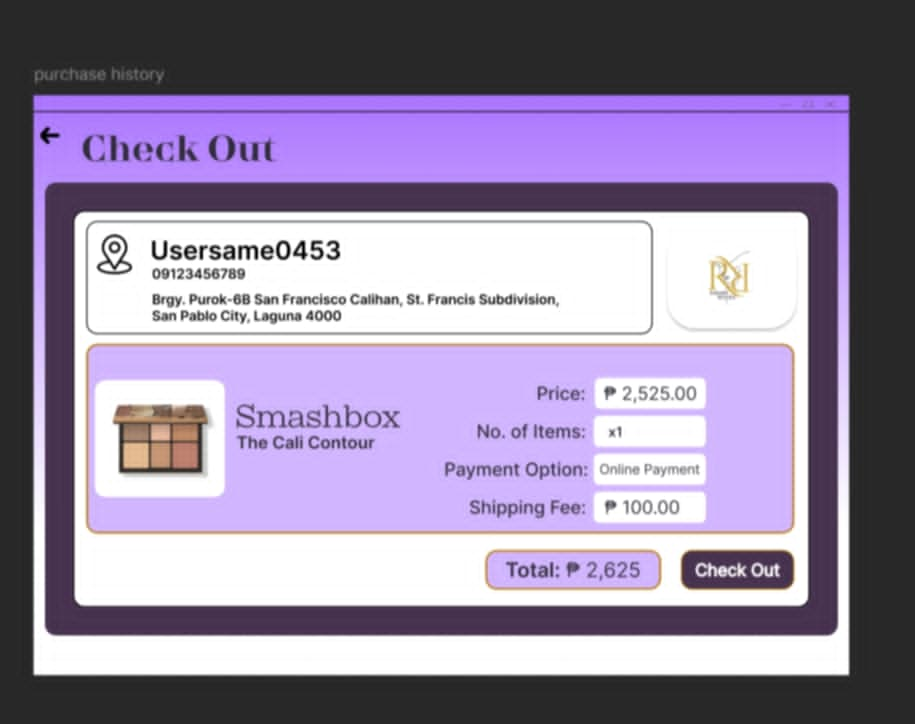 purchase history
Check Out
Usersame0453
09123456789
Brgy. Purok-6B San Francisco Calihan, St. Francis Subdivision,
San Pablo City, Laguna 4000
Smashbox
The Cali Contour
Price: ₱ 2,525.00
No. of Items: x1
Payment Option: Online Payment
Shipping Fee: ₱ 100.00
Total: ₱ 2,625
Check Out